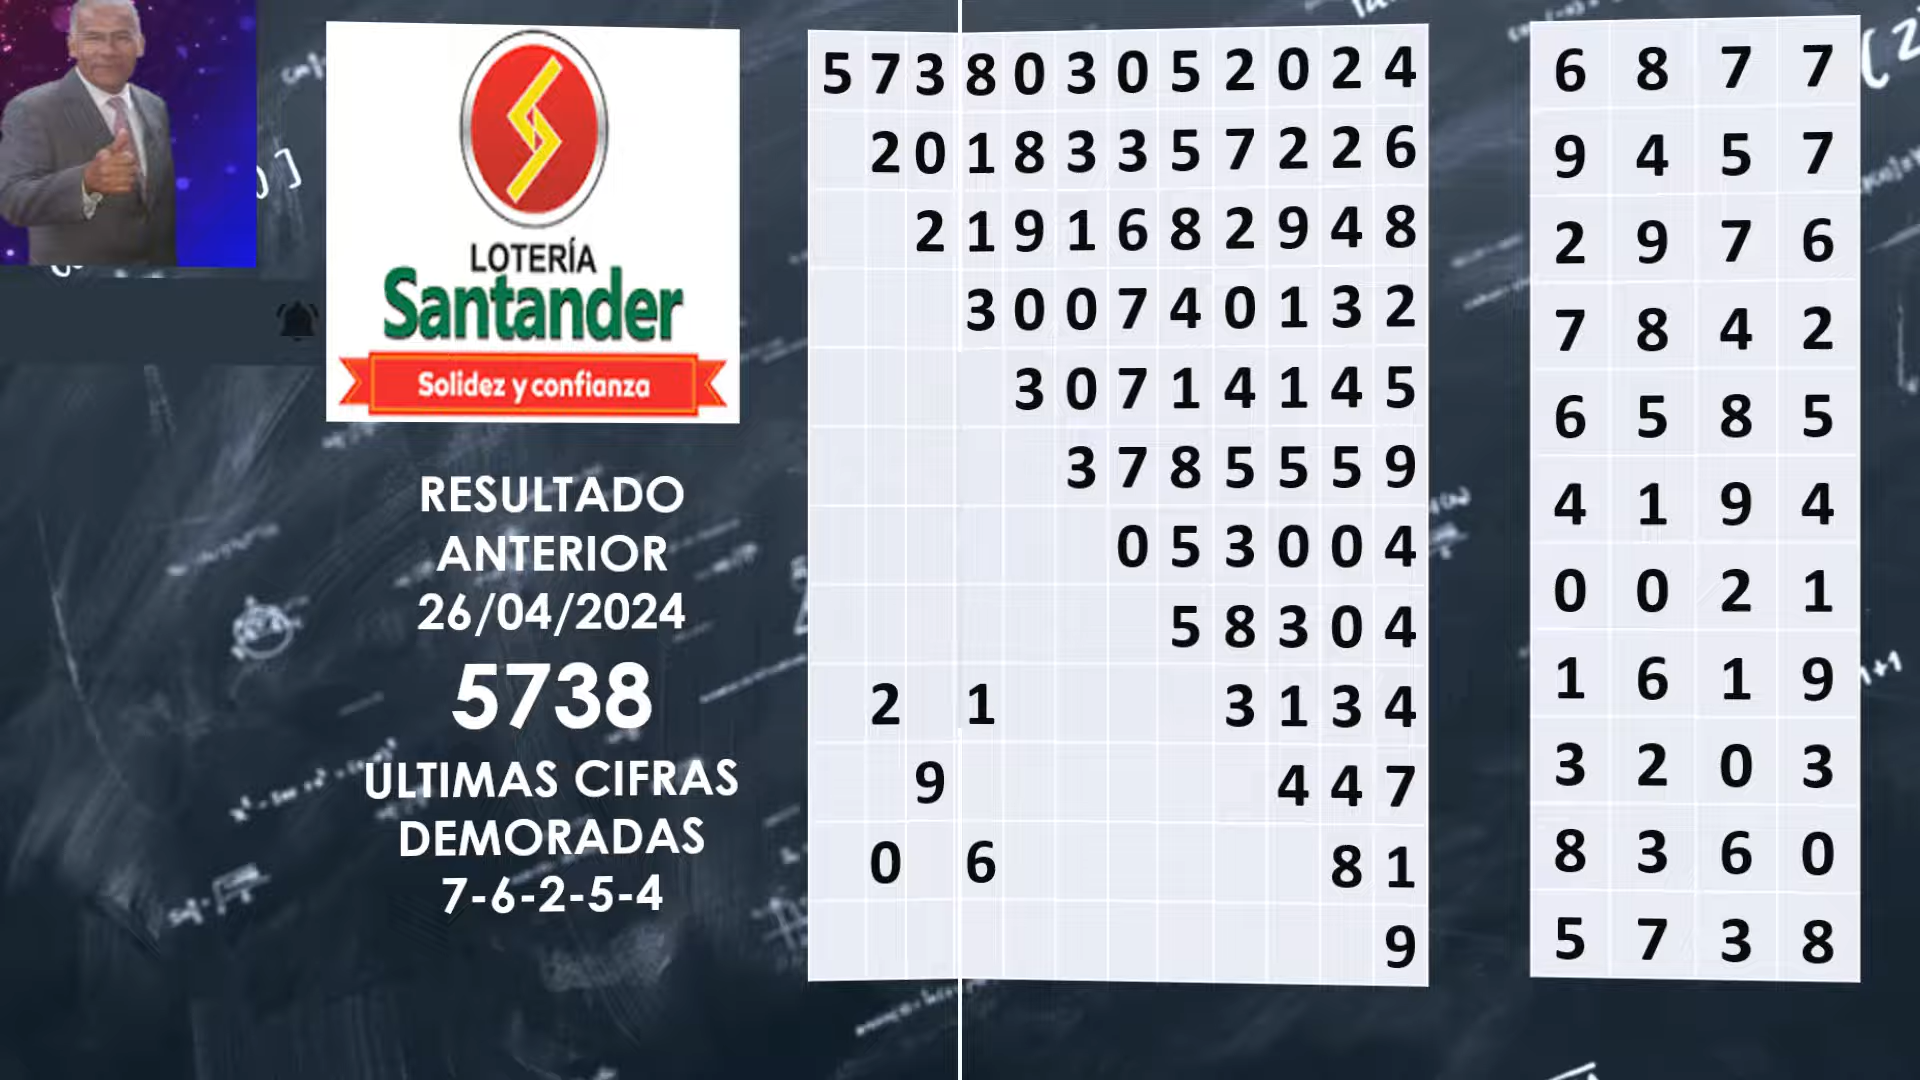 LOTERÍA
Santander
Solidez y confianza
RESULTADO
ANTERIOR
26/04/2024
5738
ULTIMAS CIFRAS
DEMORADAS
7-6-2-5-4
5 7 3 8 0 3 0 5 2 0 2 4
2 0 1 8 3 3 5 7 2 2 6
2 1 9 1 6 8 2 9 4 8
3 0 0 7 4 0 1 3 2
3 0 7 1 4 1 4 5
3 7 8 5 5 5 9
0 5 3 0 0 4
5 8 3 0 4
2 1 3 1 3 4
9 4 4 7
0 6 8 1
9
6 8 7 7
9 4 5 7
2 9 7 6
7 8 4 2
6 5 8 5
4 1 9 4
0 0 2 1
1 6 1 9
3 2 0 3
8 3 6 0
5 7 3 8